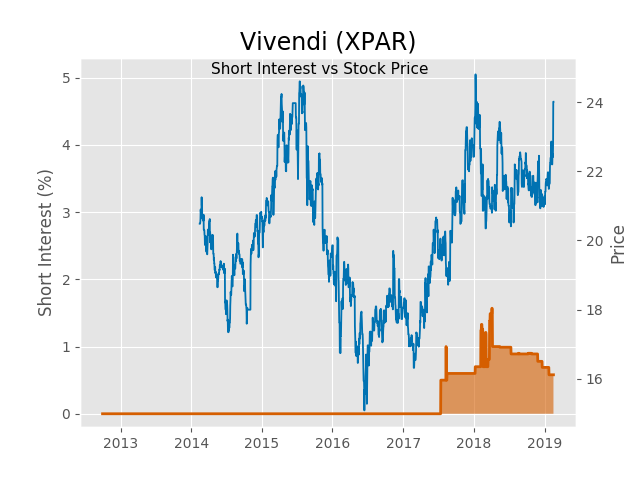 Vivendi (XPAR)
Short Interest vs Stock Price
Short Interest (%)
5
4
3
2
1
0
24
22
20
18
16
Price
2013 2014 2015 2016 2017 2018 2019